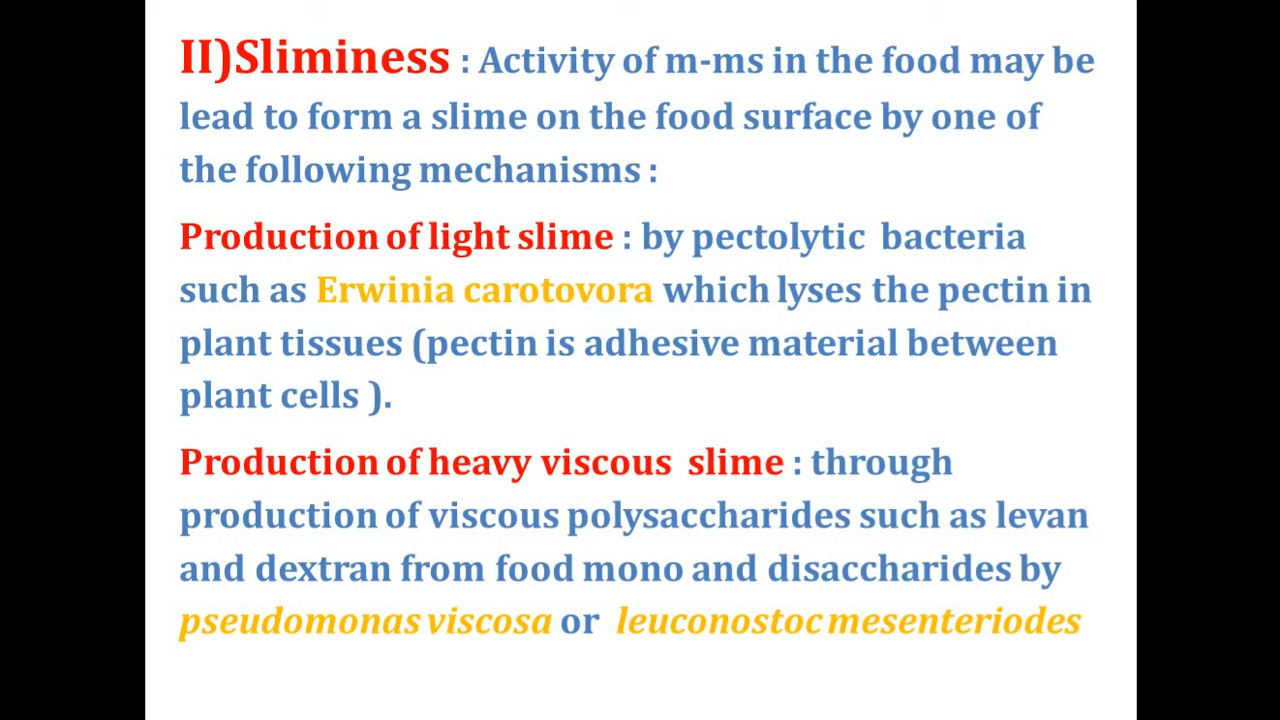 II)Sliminess : Activity of m-ms in the food may be
lead to form a slime on the food surface by one of
the following mechanisms :
Production of light slime : by pectolytic bacteria
such as Erwinia carotovora which lyses the pectin in
plant tissues (pectin is adhesive material between
plant cells ).
Production of heavy viscous slime : through
production of viscous polysaccharides such as levan
and dextran from food mono and disaccharides by
pseudomonas viscosa or leuconostoc mesenteriodes